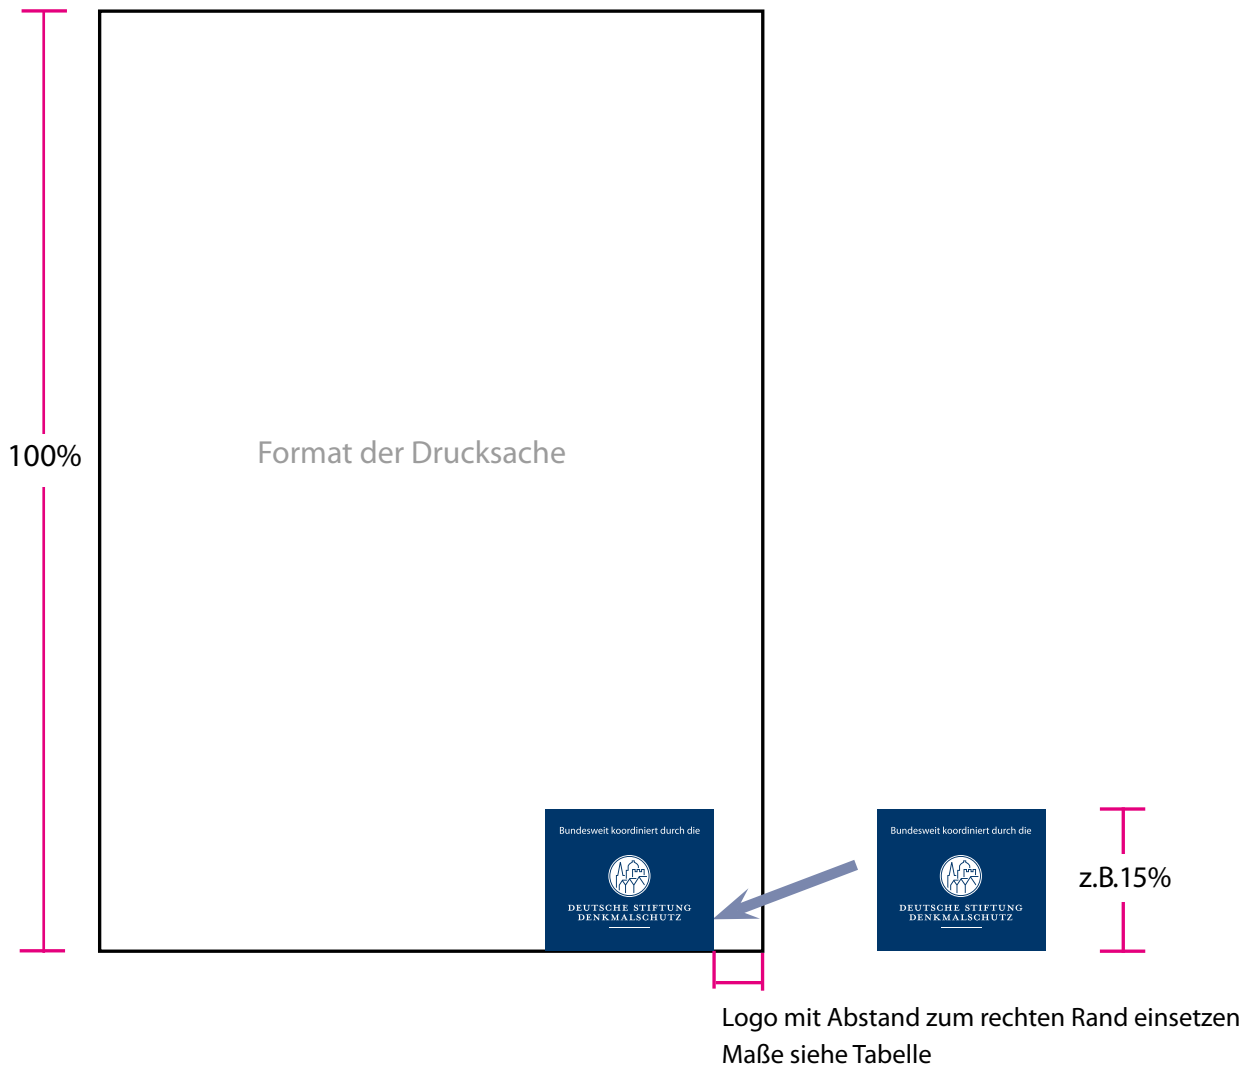 100%
Format der Drucksache
Bundesweit koordiniert durch die
DEUTSCHE STIFTUNG
DENKMALSCHUTZ
Bundesweit koordiniert durch die
DEUTSCHE STIFTUNG
DENKMALSCHUTZ
z.B.15%
Logo mit Abstand zum rechten Rand einsetzen
Maße siehe Tabelle